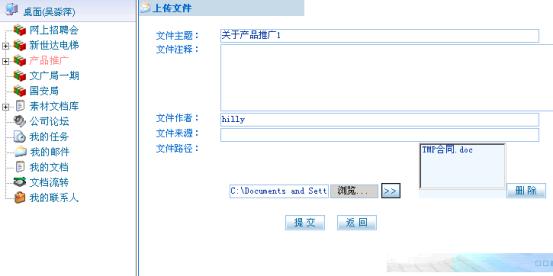 桌面(吴莎萍)
网上招聘会
新世达电梯
产品推广
文广局一期
国安局
素材文档库
公司论坛
我的任务
我的邮件
我的文档
文档流转
我的联系人
上传文件
文件主题： 关于产品推广1
文件注释：
文件作者： hilly
文件来源：
文件路径：
TMP合同.doc
C:\Documents and Sett 浏览... >> 删除
提交 返回